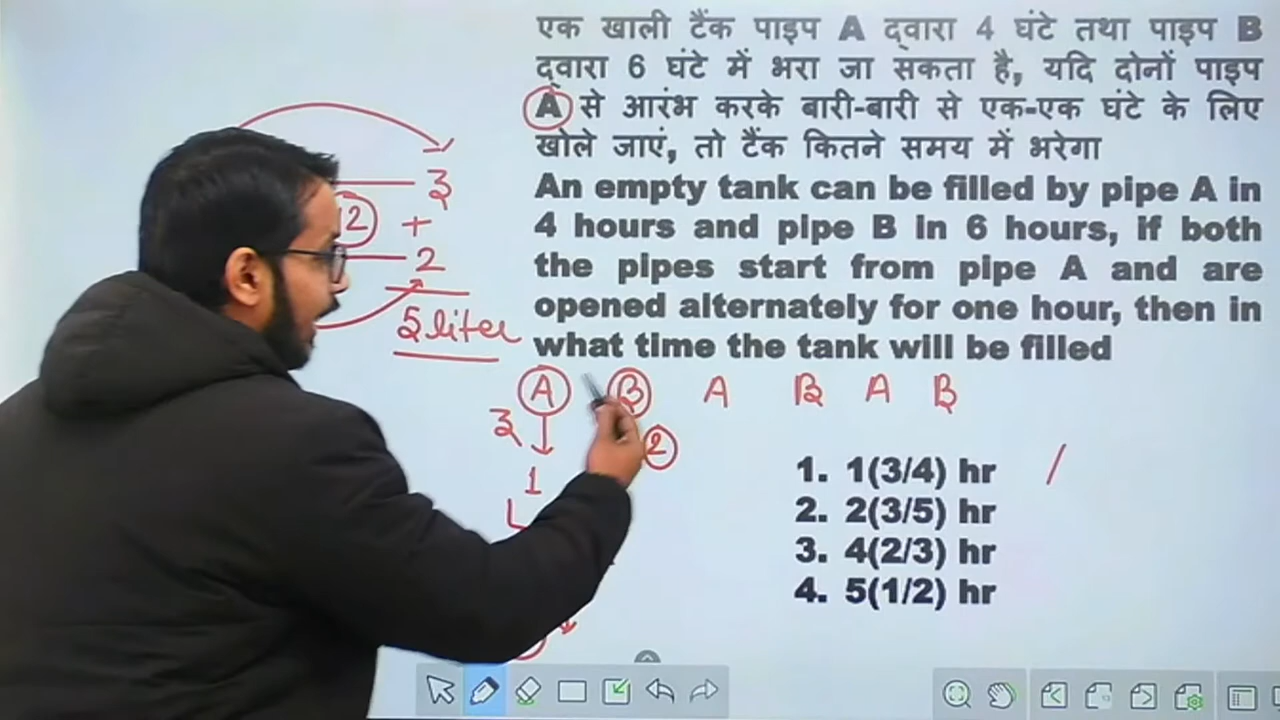 एक खाली टैंक पाइप A द्वारा 4 घंटे तथा पाइप B
द्वारा 6 घंटे में भरा जा सकता है, यदि दोनों पाइप
A से आरंभ करके बारी-बारी से एक-एक घंटे के लिए
खोले जाएं, तो टैंक कितने समय में भरेगा
An empty tank can be filled by pipe A in
4 hours and pipe B in 6 hours, if both
the pipes start from pipe A and are
opened alternately for one hour, then in
what time the tank will be filled
3
12 +
2
5 liter
A B A B A B
3 2
1
1. 1(3/4) hr
2. 2(3/5) hr
3. 4(2/3) hr
4. 5(1/2) hr